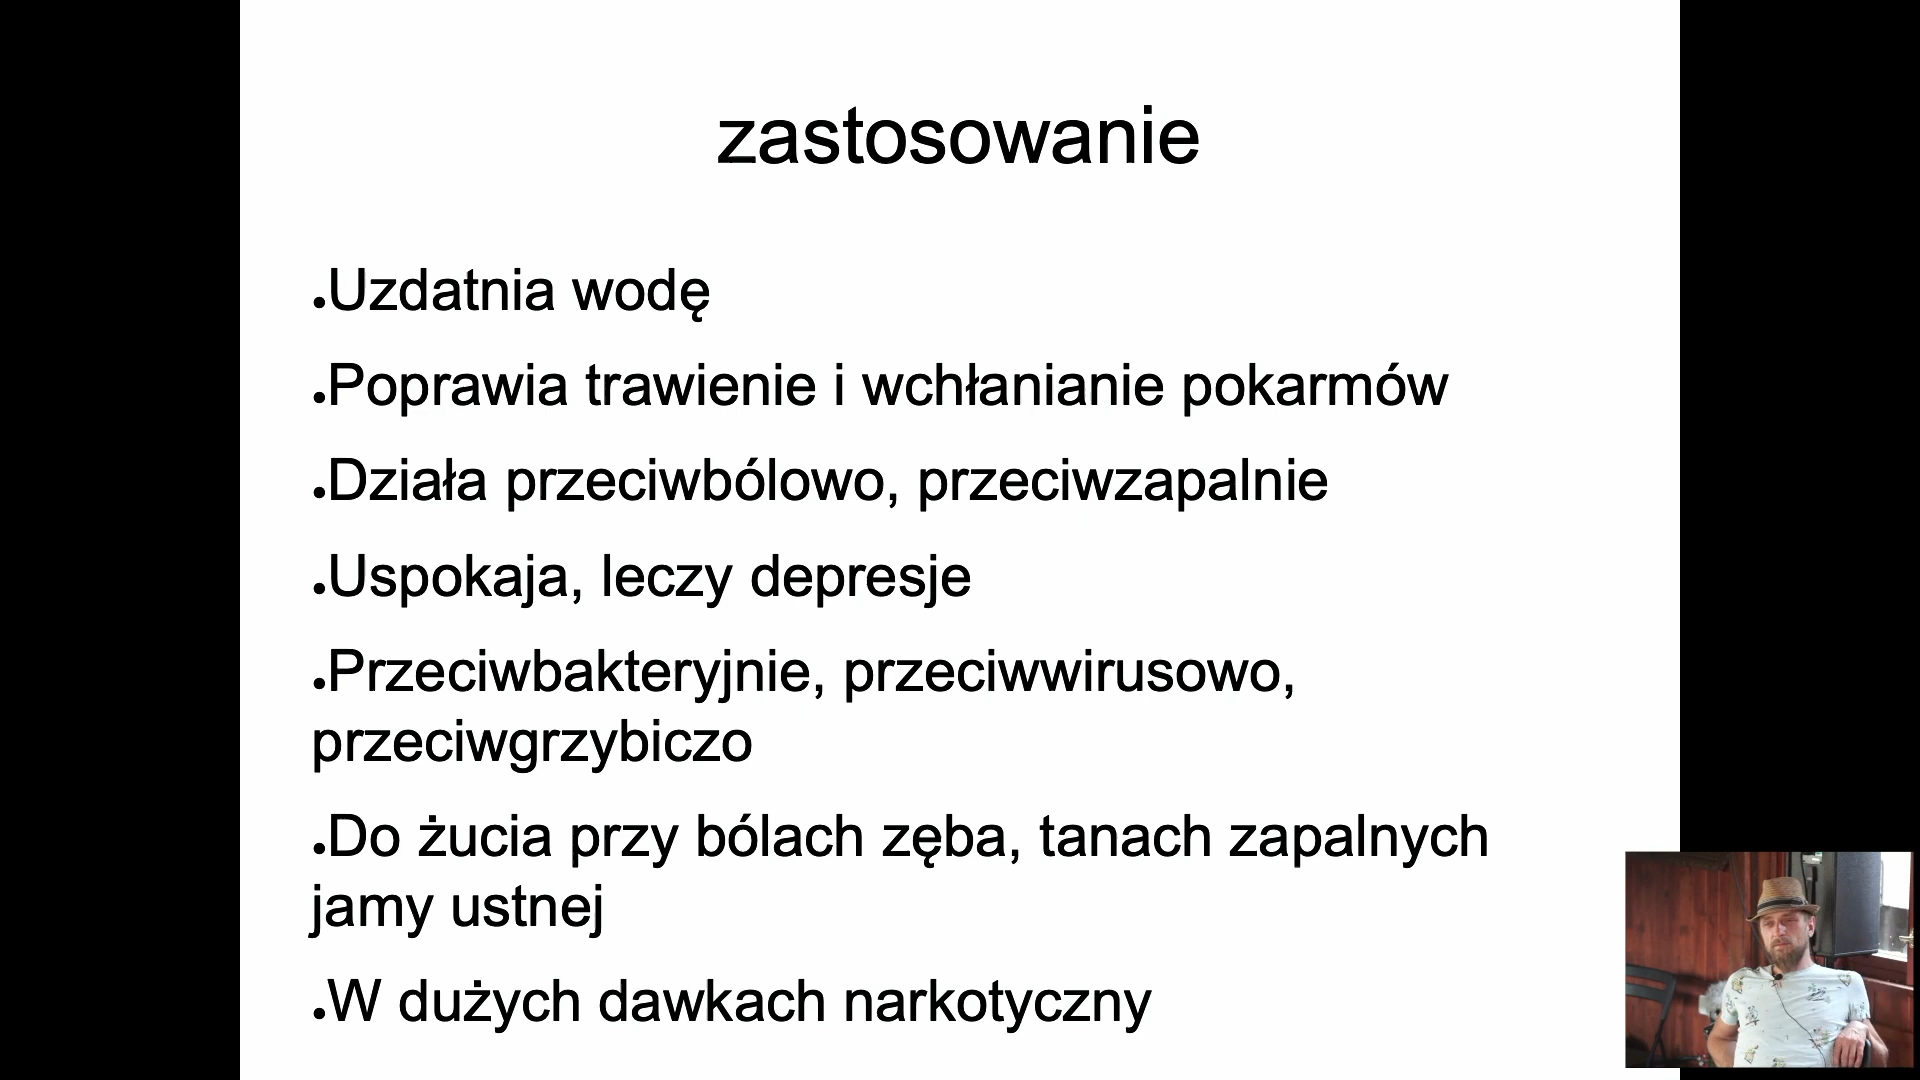 zastosowanie
•Uzdatnia wodę
•Poprawia trawienie i wchłanianie pokarmów
•Działa przeciwbólowo, przeciwzapalnie
•Uspokaja, leczy depresje
•Przeciwbakteryjnie, przeciwwirusowo,
przeciwgrzybiczo
•Do żucia przy bólach zęba, tanach zapalnych
jamy ustnej
•W dużych dawkach narkotyczny